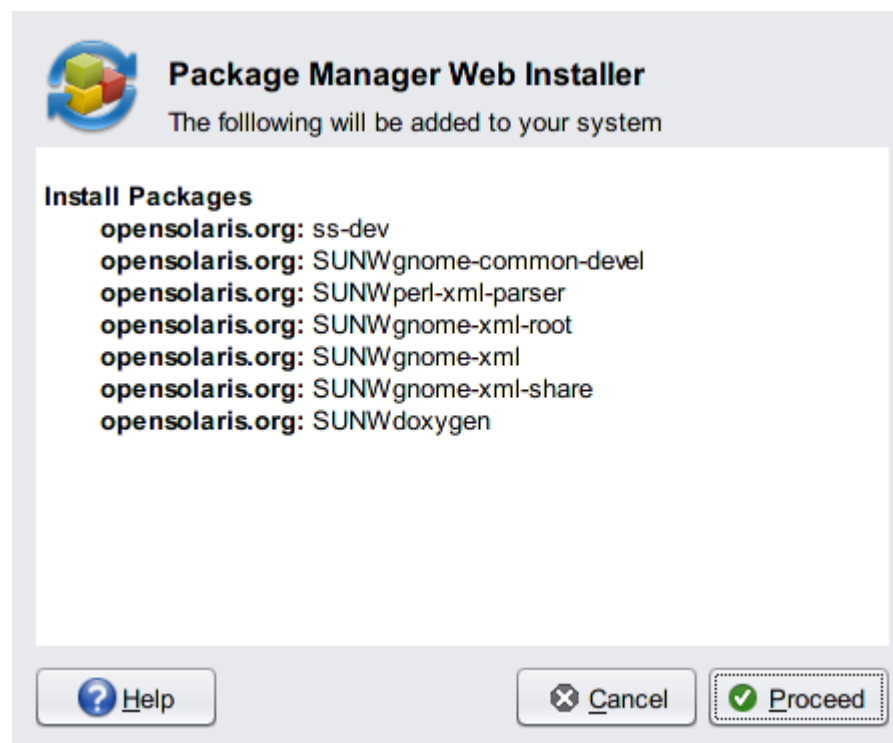 Package Manager Web Installer
The folllowing will be added to your system
Install Packages
opensolaris.org: ss-dev
opensolaris.org: SUNWgnome-common-devel
opensolaris.org: SUNWperl-xml-parser
opensolaris.org: SUNWgnome-xml-root
opensolaris.org: SUNWgnome-xml
opensolaris.org: SUNWgnome-xml-share
opensolaris.org: SUNWdoxygen
Help
Cancel
Proceed